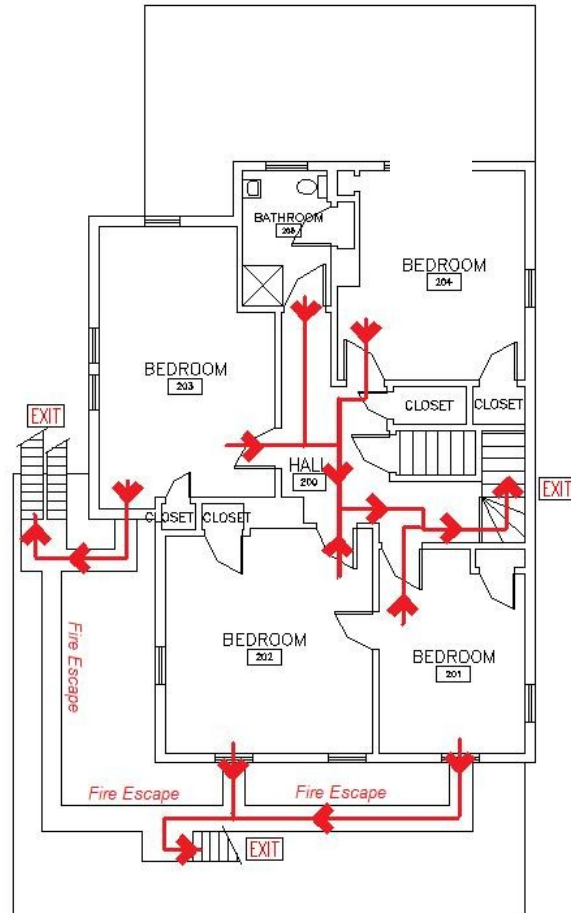 BATHROOM
205
BEDROOM
204
BEDROOM
203
CLOSET
CLOSET
EXIT
HALL
200
EXIT
CLOSET
CLOSET
BEDROOM
202
BEDROOM
201
Fire Escape
Fire Escape
Fire Escape
EXIT